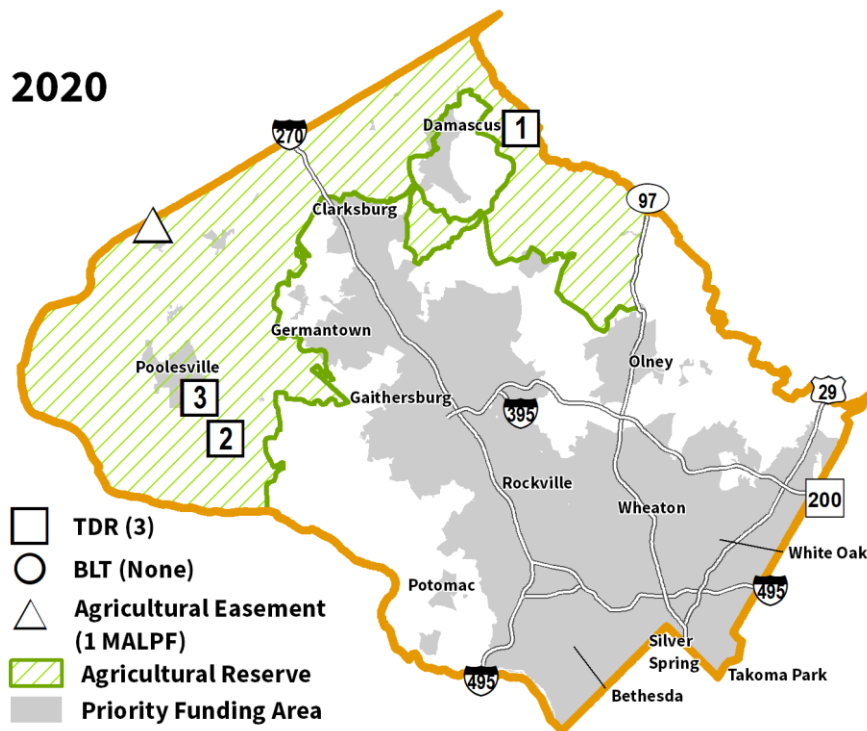 2020
Damascus
1
270
97
Clarksburg
Germantown
Olney
Poolesville
29
Gaithersburg
3
395
2
Rockville
Wheaton
200
TDR (3)
White Oak
BLT (None)
Potomac
495
Agricultural Easement
(1 MALPF)
Silver
Spring
Agricultural Reserve
495
Takoma Park
Bethesda
Priority Funding Area